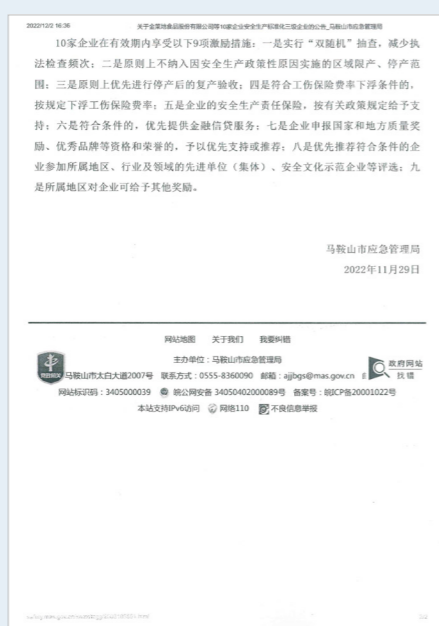 2022/12/2 16:36
关于金菜地食品股份有限公司等10家企业安全生产标准化三级企业的公告_马鞍山市应急管理局
10家企业在有效期内享受以下9项激励措施：一是实行“双随机”抽查，减少执
法检查频次；二是原则上不纳入因安全生产政策性原因实施的区域限产、停产范
围；三是原则上优先进行停产后的复产验收；四是符合工伤保险费率下浮条件的，
按规定下浮工伤保险费率；五是企业的安全生产责任保险，按有关政策规定给予支
持；六是符合条件的，优先提供金融信贷服务；七是企业申报国家和地方质量奖
励、优秀品牌等资格和荣誉的，予以优先支持或推荐；八是优先推荐符合条件的企
业参加所属地区、行业及领域的先进单位（集体）、安全文化示范企业等评选；九
是所属地区对企业可给予其他奖励。
马鞍山市应急管理局
2022年11月29日
网站地图 关于我们 我要纠错
主办单位：马鞍山市应急管理局
马鞍山市太白大道2007号 联系方式：0555-8360090 邮箱：ajjbgs@mas.gov.cn
政府网站
找错
网站标识码：3405000039 皖公网安备 34050402000089号 备案号：皖ICP备20001022号
本站支持IPv6访问 网络110 不良信息举报